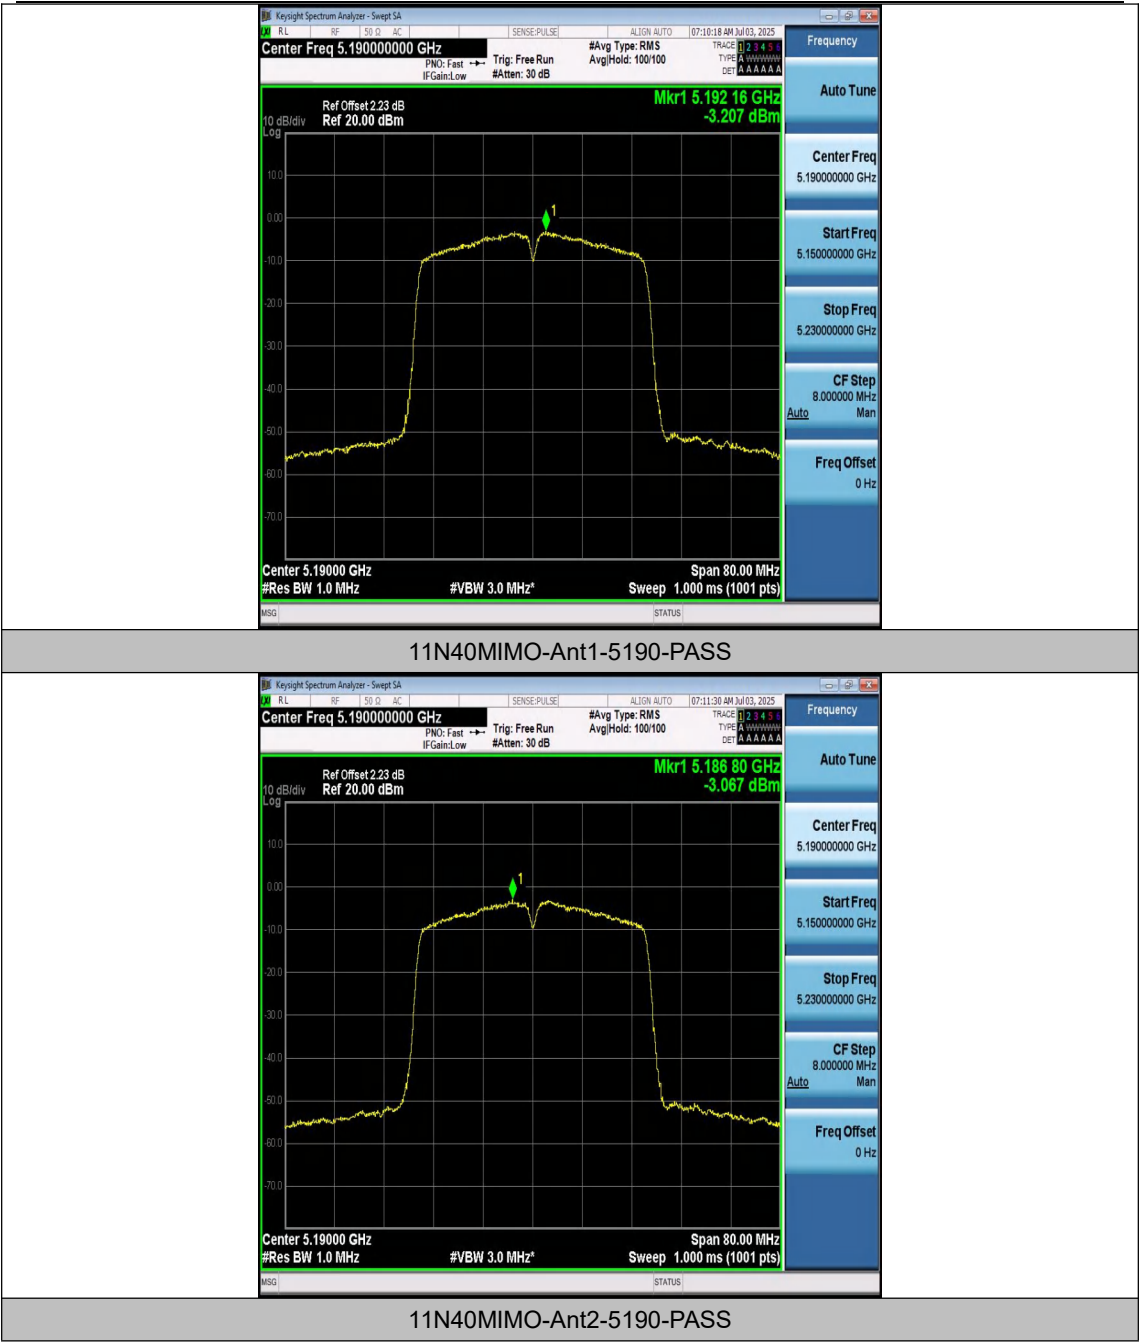 Keysight Spectrum Analyzer - Swept SA
RL RF 50 Ω AC SENSE:PULSE ALIGN AUTO 07:10:18 AM Jul 03, 2025
Center Freq 5.190000000 GHz
PNO: Fast
IFGain:Low
Trig: Free Run
#Atten: 30 dB
#Avg Type: RMS
Avg|Hold: 100/100
TRACE 1 2 3 4 5 6
TYPE A WWWWW
DET A A A A A A
Mkr1 5.192 16 GHz
-3.207 dBm
Ref Offset 2.23 dB
10 dB/div Ref 20.00 dBm
Log
10.0
0.00
-10.0
-20.0
-30.0
-40.0
-50.0
-60.0
-70.0
1
Center 5.19000 GHz Span 80.00 MHz
#Res BW 1.0 MHz #VBW 3.0 MHz* Sweep 1.000 ms (1001 pts)
MSG STATUS
Frequency
Auto Tune
Center Freq
5.190000000 GHz
Start Freq
5.150000000 GHz
Stop Freq
5.230000000 GHz
CF Step
8.000000 MHz
Auto Man
Freq Offset
0 Hz
11N40MIMO-Ant1-5190-PASS
Keysight Spectrum Analyzer - Swept SA
RL RF 50 Ω AC SENSE:PULSE ALIGN AUTO 07:11:30 AM Jul 03, 2025
Center Freq 5.190000000 GHz
PNO: Fast
IFGain:Low
Trig: Free Run
#Atten: 30 dB
#Avg Type: RMS
Avg|Hold: 100/100
TRACE 1 2 3 4 5 6
TYPE A WWWWW
DET A A A A A A
Mkr1 5.186 80 GHz
-3.067 dBm
Ref Offset 2.23 dB
10 dB/div Ref 20.00 dBm
Log
10.0
0.00
-10.0
-20.0
-30.0
-40.0
-50.0
-60.0
-70.0
1
Center 5.19000 GHz Span 80.00 MHz
#Res BW 1.0 MHz #VBW 3.0 MHz* Sweep 1.000 ms (1001 pts)
MSG STATUS
Frequency
Auto Tune
Center Freq
5.190000000 GHz
Start Freq
5.150000000 GHz
Stop Freq
5.230000000 GHz
CF Step
8.000000 MHz
Auto Man
Freq Offset
0 Hz
11N40MIMO-Ant2-5190-PASS